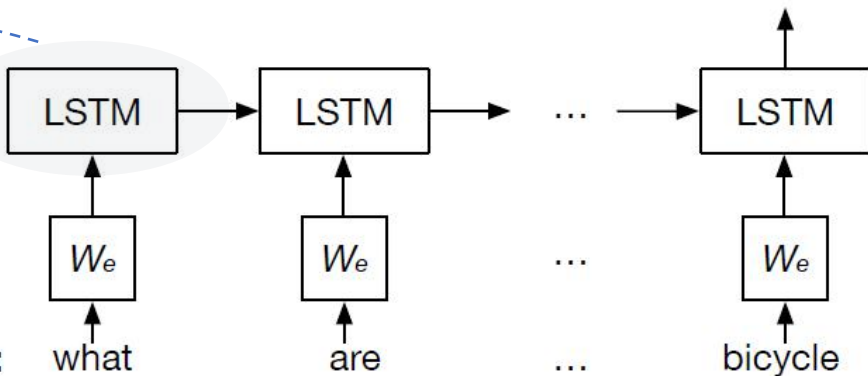 LSTM LSTM ... LSTM
We We ... We
: what are ... bicycle